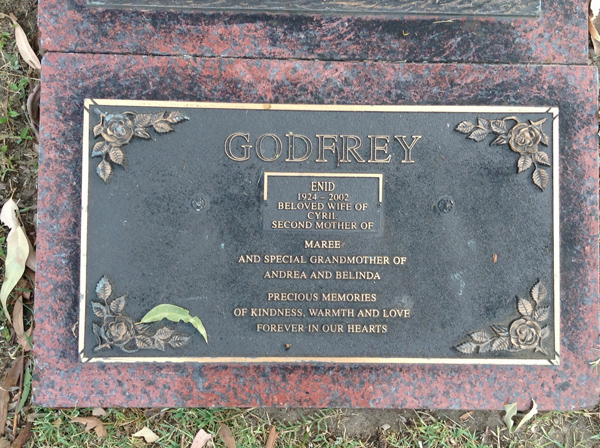 GODFREY
ENID
1924 - 2002
BELOVED WIFE OF
CYRIL
SECOND MOTHER OF
MAREE
AND SPECIAL GRANDMOTHER OF
ANDREA AND BELINDA
PRECIOUS MEMORIES
OF KINDNESS, WARMTH AND LOVE
FOREVER IN OUR HEARTS